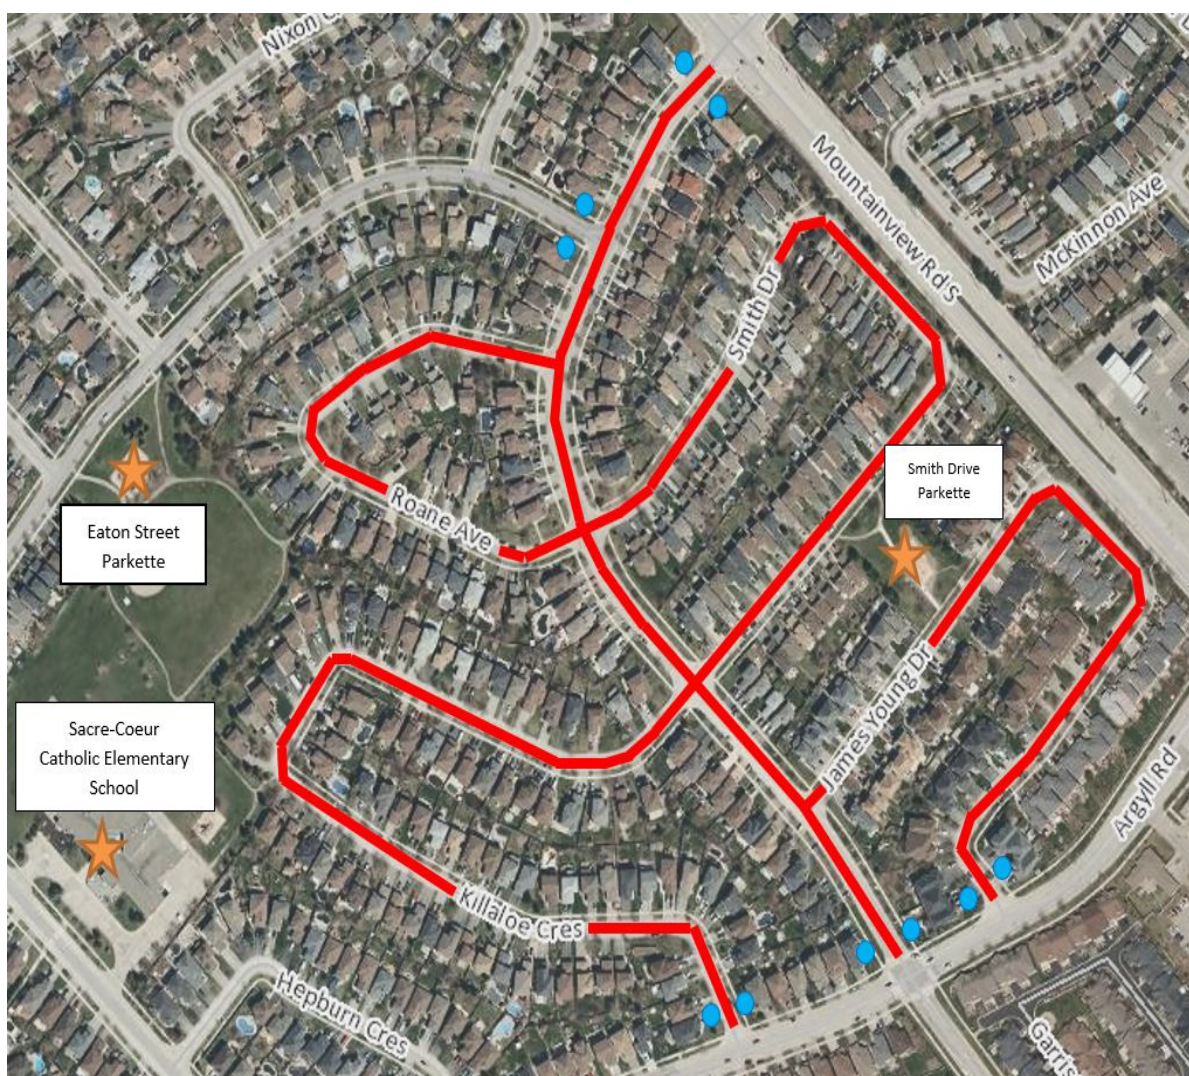 Nixon C
Mountainview Rd S
McKinnon Ave
Smith Dr
Smith Drive
Parkette
Roane Ave
Eaton Street
Parkette
James Young Dr
Sacre-Coeur
Catholic Elementary
School
Argyll Rd
Killaloe Cres
Hepburn Cres
Garris